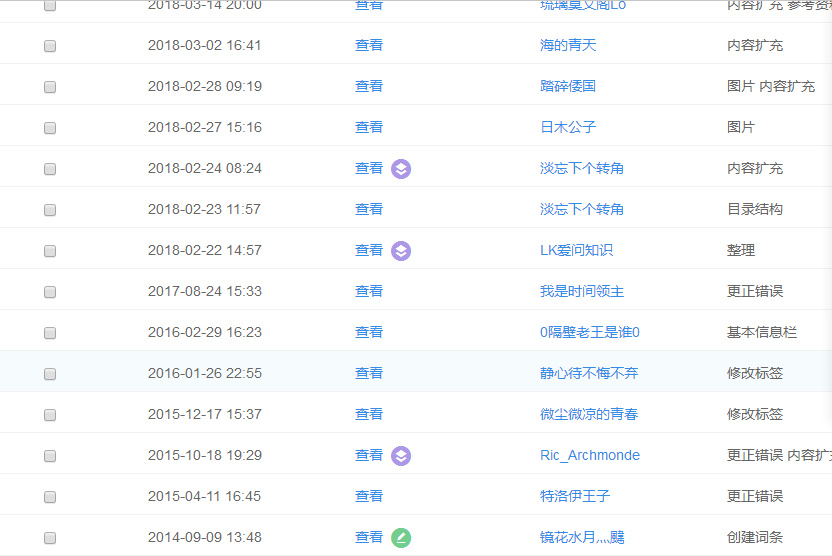 2018-03-14 20:00 查看 琉璃莫文阁Lo 内容扩充 参考资料
2018-03-02 16:41 查看 海的青天 内容扩充
2018-02-28 09:19 查看 踏碎倭国 图片 内容扩充
2018-02-27 15:16 查看 日木公子 图片
2018-02-24 08:24 查看 淡忘下个转角 内容扩充
2018-02-23 11:57 查看 淡忘下个转角 目录结构
2018-02-22 14:57 查看 LK爱问知识 整理
2017-08-24 15:33 查看 我是时间领主 更正错误
2016-02-29 16:23 查看 0隔壁老王是谁0 基本信息栏
2016-01-26 22:55 查看 静心待不悔不弃 修改标签
2015-12-17 15:37 查看 微尘微凉的青春 修改标签
2015-10-18 19:29 查看 Ric_Archmonde 更正错误 内容扩充
2015-04-11 16:45 查看 特洛伊王子 更正错误
2014-09-09 13:48 查看 镜花水月灬 创建词条